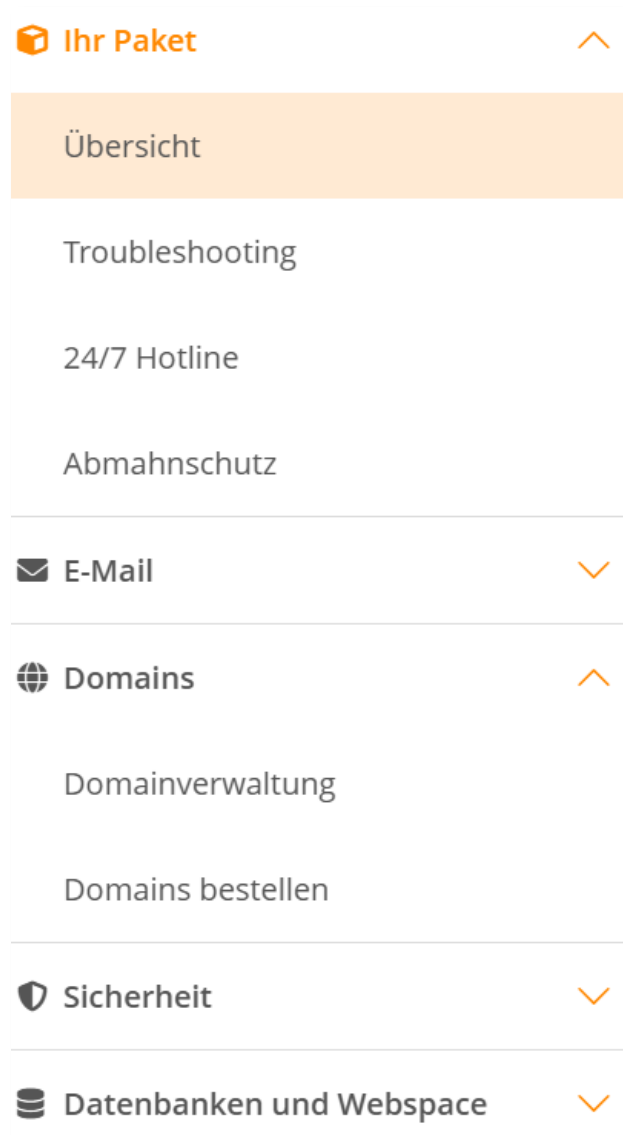 Ihr Paket
Übersicht
Troubleshooting
24/7 Hotline
Abmahnschutz
E-Mail
Domains
Domainverwaltung
Domains bestellen
Sicherheit
Datenbanken und Webspace